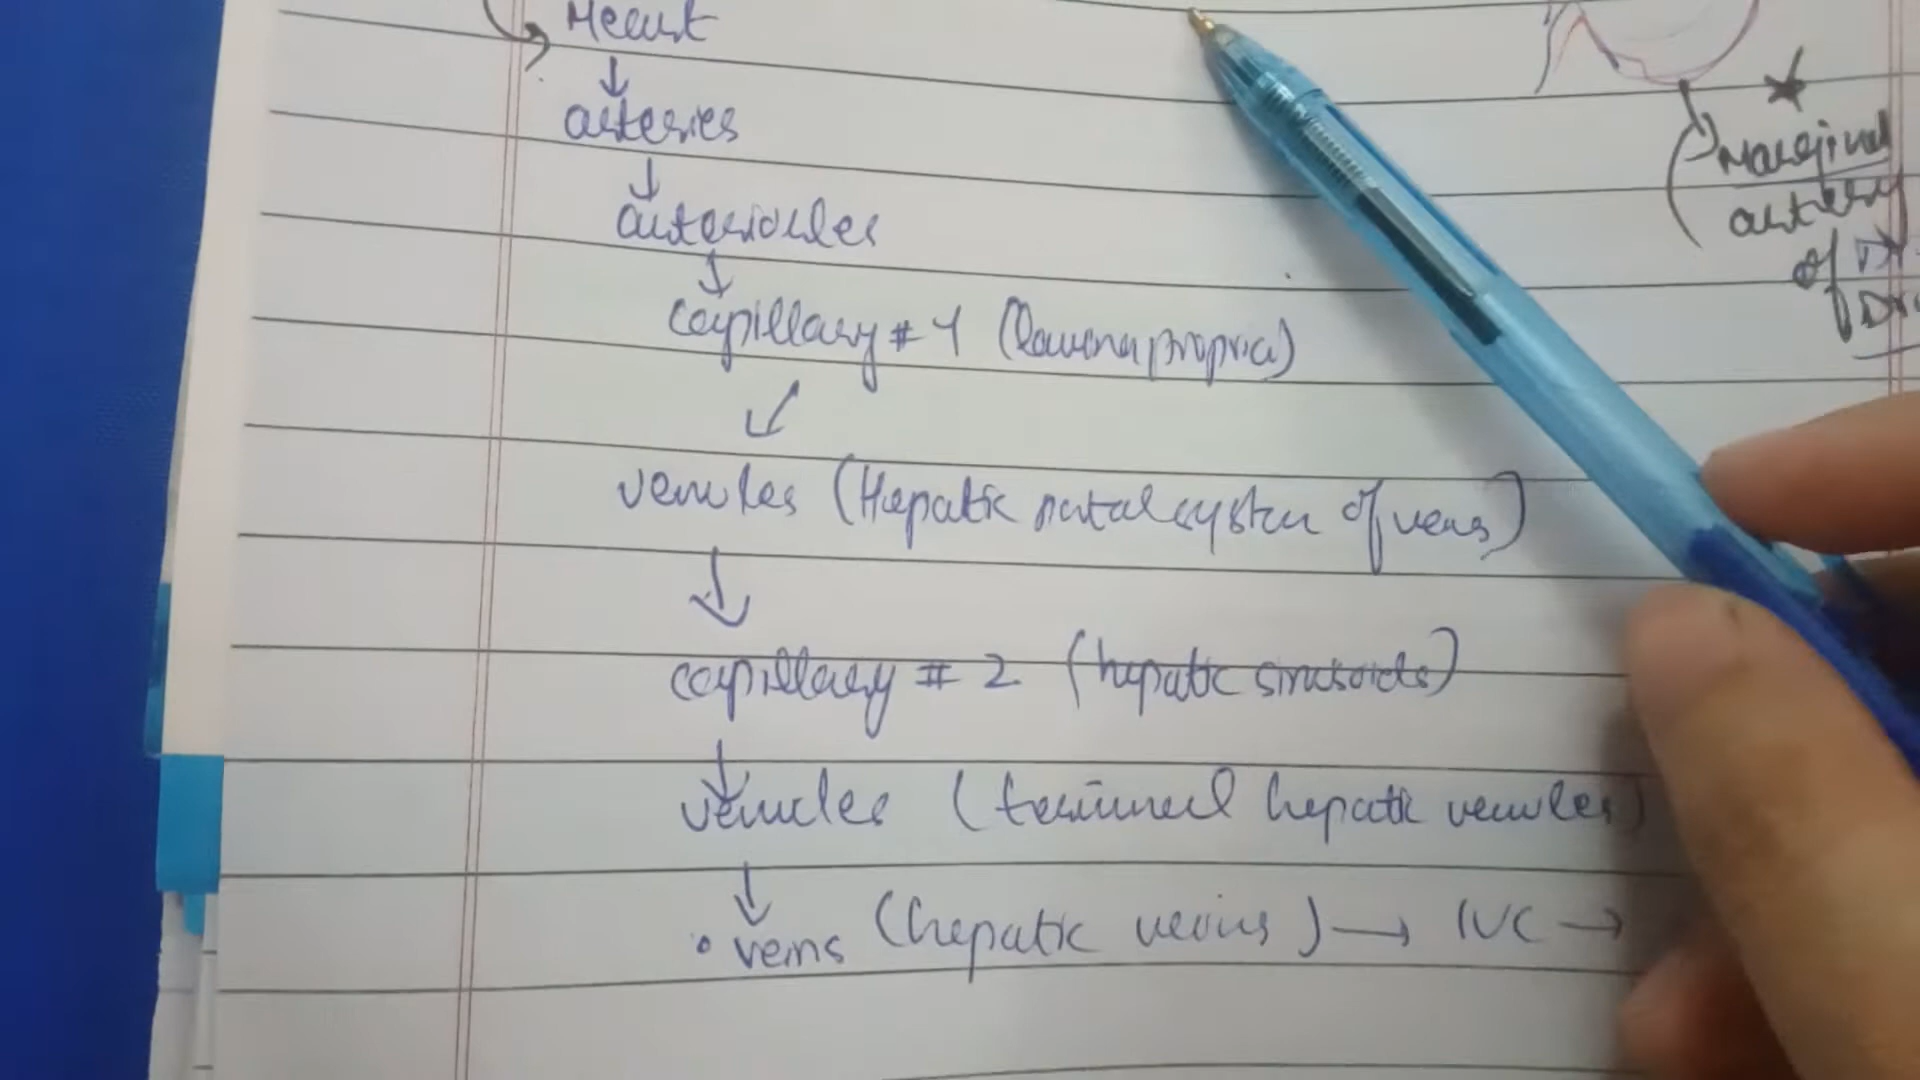 Heart
↓
arteries
↓
arterioles
↓
capillary # 1 (lamina propria)
↓
venules (Hepatic portal system of veins)
↓
capillary # 2 (hepatic sinusoids)
↓
venules (terminal hepatic venules)
↓
• veins (hepatic veins) → IVC →
Marginal
artery
of